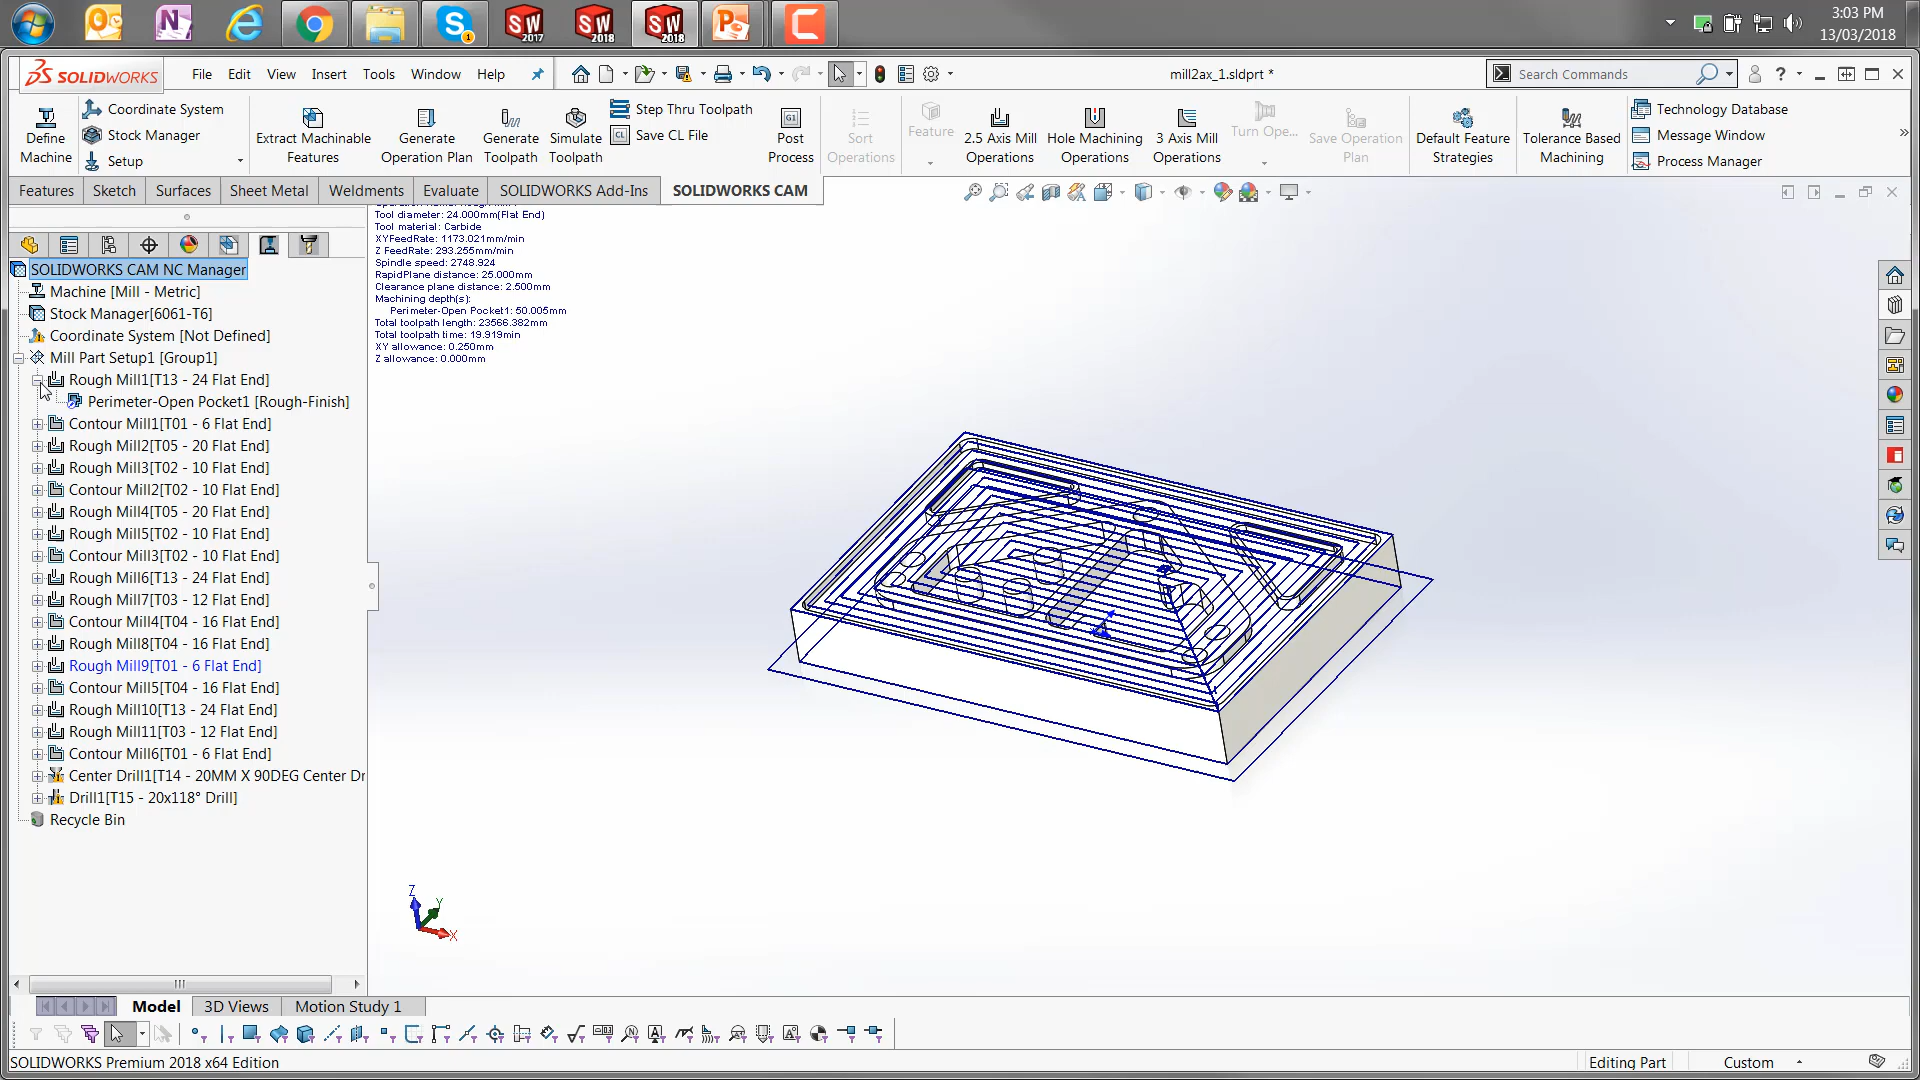 3:03 PM
13/03/2018
SW 2017
SW 2018
SW 2018
SOLIDWORKS
File Edit View Insert Tools Window Help
mill2ax_1.sldprt *
Search Commands
Define Machine
Coordinate System
Stock Manager
Setup
Extract Machinable Features
Generate Operation Plan
Generate Toolpath
Simulate Toolpath
Step Thru Toolpath
Save CL File
Post Process
Sort Operations
Feature
2.5 Axis Mill Operations
Hole Machining Operations
3 Axis Mill Operations
Turn Ope...
Save Operation Plan
Default Feature Strategies
Tolerance Based Machining
Technology Database
Message Window
Process Manager
Features Sketch Surfaces Sheet Metal Weldments Evaluate SOLIDWORKS Add-Ins SOLIDWORKS CAM
SOLIDWORKS CAM NC Manager
Machine [Mill - Metric]
Stock Manager[6061-T6]
Coordinate System [Not Defined]
Mill Part Setup1 [Group1]
Rough Mill1[T13 - 24 Flat End]
Perimeter-Open Pocket1 [Rough-Finish]
Contour Mill1[T01 - 6 Flat End]
Rough Mill2[T05 - 20 Flat End]
Rough Mill3[T02 - 10 Flat End]
Contour Mill2[T02 - 10 Flat End]
Rough Mill4[T05 - 20 Flat End]
Rough Mill5[T02 - 10 Flat End]
Contour Mill3[T02 - 10 Flat End]
Rough Mill6[T13 - 24 Flat End]
Rough Mill7[T03 - 12 Flat End]
Contour Mill4[T04 - 16 Flat End]
Rough Mill8[T04 - 16 Flat End]
Rough Mill9[T01 - 6 Flat End]
Contour Mill5[T04 - 16 Flat End]
Rough Mill10[T13 - 24 Flat End]
Rough Mill11[T03 - 12 Flat End]
Contour Mill6[T01 - 6 Flat End]
Center Drill1[T14 - 20MM X 90DEG Center Dr
Drill1[T15 - 20x118° Drill]
Recycle Bin
Tool diameter: 24.000mm(Flat End)
Tool material: Carbide
XYFeedRate: 1173.021mm/min
Z FeedRate: 293.255mm/min
Spindle speed: 2748.924
RapidPlane distance: 25.000mm
Clearance plane distance: 2.500mm
Machining depth(s):
Perimeter-Open Pocket1: 50.005mm
Total toolpath length: 23566.382mm
Total toolpath time: 19.919min
XY allowance: 0.250mm
Z allowance: 0.000mm
Z
Y
X
Model 3D Views Motion Study 1
SOLIDWORKS Premium 2018 x64 Edition
Editing Part
Custom